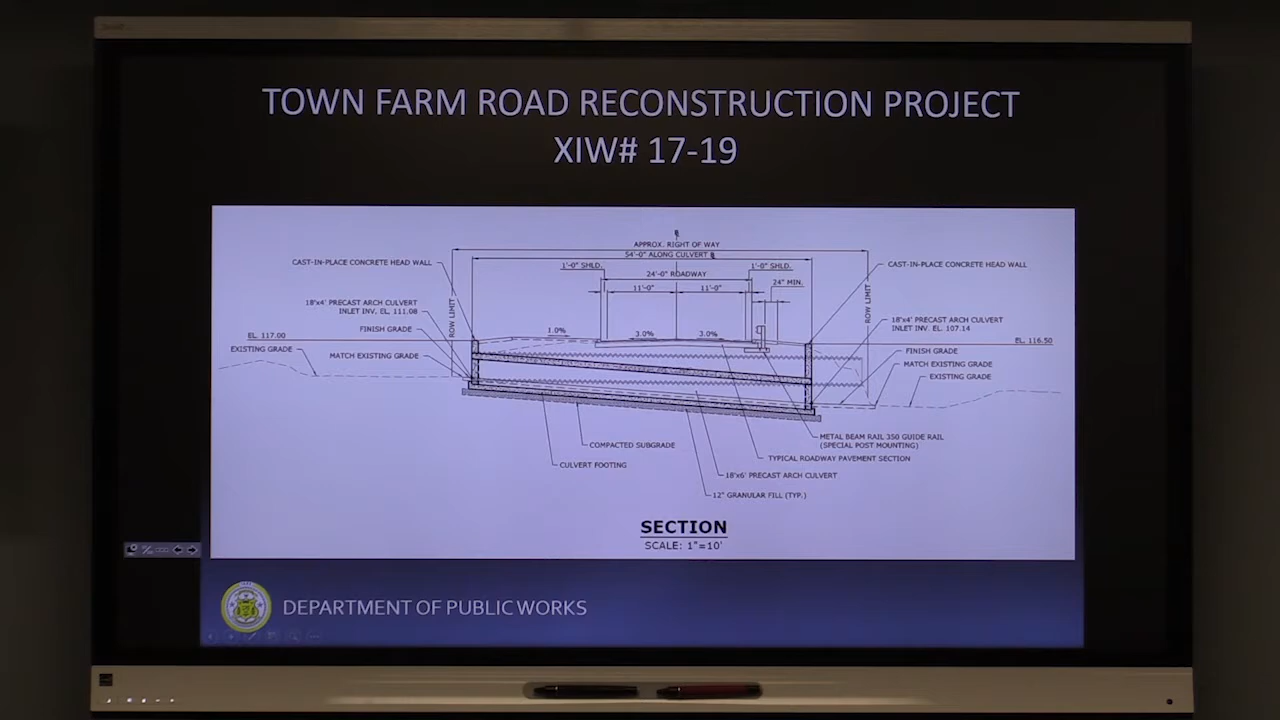 TOWN FARM ROAD RECONSTRUCTION PROJECT
XIW# 17-19
APPROX. RIGHT OF WAY
54'-0" ALONG CULVERT
CAST-IN-PLACE CONCRETE HEAD WALL
1'-0" SHLD.
24'-0" ROADWAY
1'-0" SHLD.
CAST-IN-PLACE CONCRETE HEAD WALL
11'-0"
11'-0"
24" MIN.
ROW LIMIT
ROW LIMIT
18'x4' PRECAST ARCH CULVERT
INLET INV. EL. 111.08
18'x4' PRECAST ARCH CULVERT
INLET INV. EL. 107.14
FINISH GRADE
EL. 117.00
1.0%
3.0%
3.0%
EL. 116.50
EXISTING GRADE
MATCH EXISTING GRADE
FINISH GRADE
MATCH EXISTING GRADE
EXISTING GRADE
METAL BEAM RAIL 350 GUIDE RAIL
(SPECIAL POST MOUNTING)
COMPACTED SUBGRADE
TYPICAL ROADWAY PAVEMENT SECTION
CULVERT FOOTING
18'x6' PRECAST ARCH CULVERT
12" GRANULAR FILL (TYP.)
SECTION
SCALE: 1"=10'
DEPARTMENT OF PUBLIC WORKS